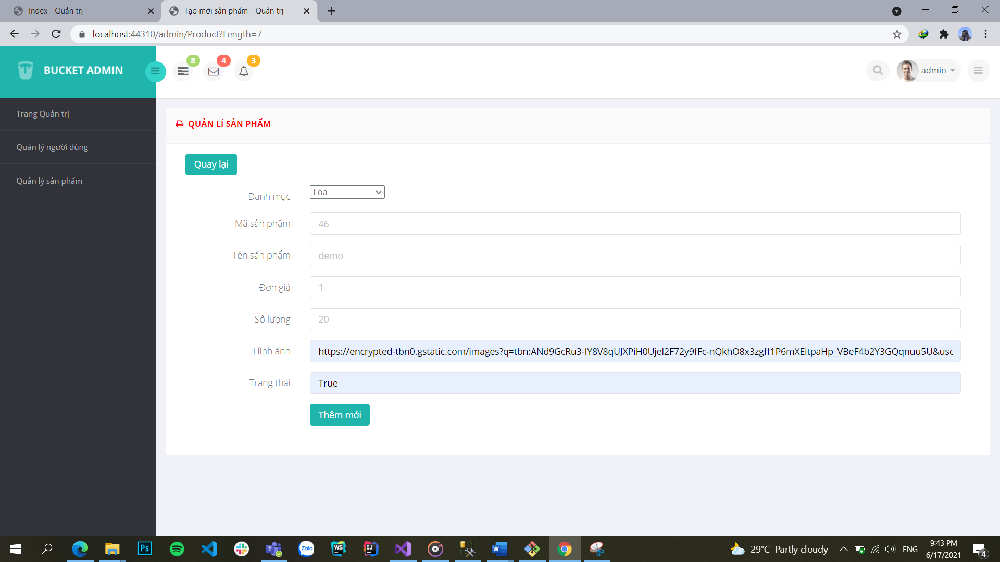 Index - Quản trị
Tạo mới sản phẩm - Quản trị
localhost:44310/admin/Product?Length=7
BUCKET ADMIN
8
4
3
admin
Trang Quản trị
Quản lý người dùng
Quản lý sản phẩm
QUẢN LÍ SẢN PHẨM
Quay lại
Danh mục
Loa
Mã sản phẩm
46
Tên sản phẩm
demo
Đơn giá
1
Số lượng
20
Hình ảnh
https://encrypted-tbn0.gstatic.com/images?q=tbn:ANd9GcRu3-IY8V8qUJXPiH0Ujel2F72y9fFc-nQkhO8x3zgff1P6mXEitpaHp_VBeF4b2Y3GQqnuu5U&usc
Trạng thái
True
Thêm mới
Ps
Zalo
WS
IJ
W
29°C Partly cloudy
ENG
9:43 PM
6/17/2021
4